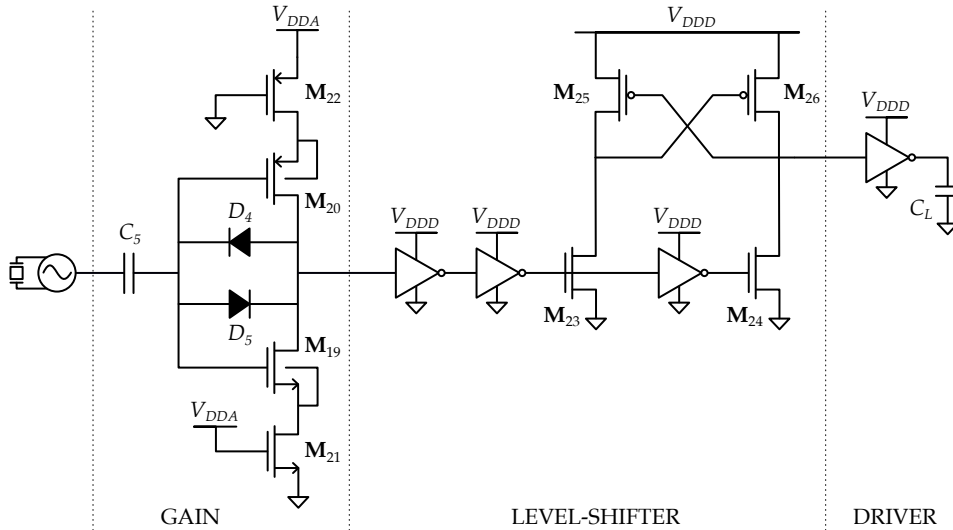 V_DDA
V_DDD
M_22
M_25
M_26
V_DDD
M_20
D_4
C_5
V_DDD
V_DDD
V_DDD
C_L
D_5
M_23
M_24
M_19
V_DDA
M_21
GAIN
LEVEL-SHIFTER
DRIVER